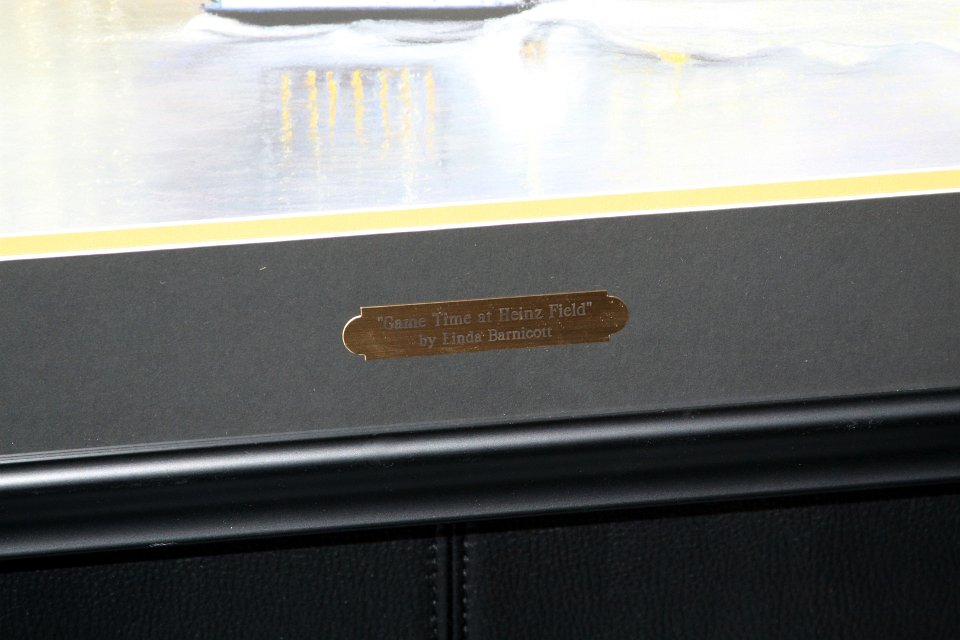 "Game Time at Heinz Field"
by Linda Barnicott